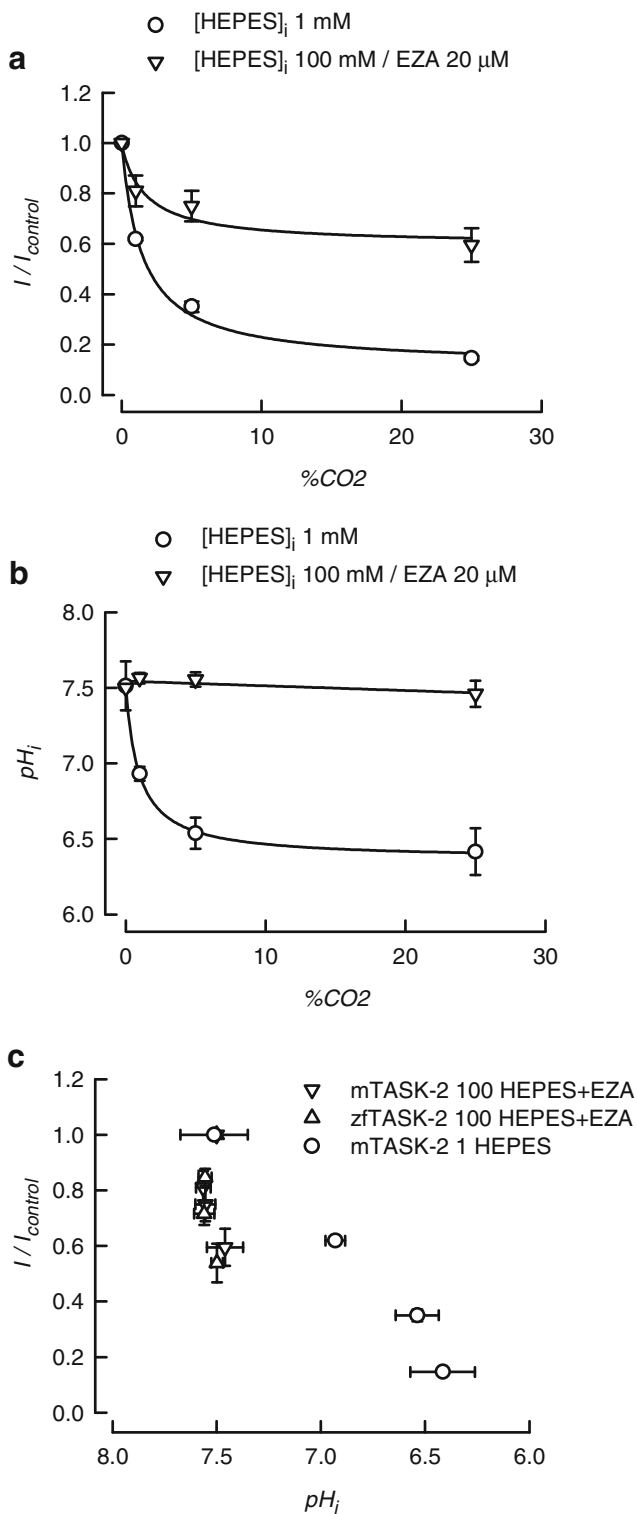 a
[HEPES]i 1 mM
[HEPES]i 100 mM / EZA 20 μM
1.2
1.0
0.8
0.6
0.4
0.2
0.0
I / Icontrol
0 10 20 30
%CO2
b
[HEPES]i 1 mM
[HEPES]i 100 mM / EZA 20 μM
8.0
7.5
7.0
6.5
6.0
pHi
0 10 20 30
%CO2
c
mTASK-2 100 HEPES+EZA
zfTASK-2 100 HEPES+EZA
mTASK-2 1 HEPES
1.2
1.0
0.8
0.6
0.4
0.2
0.0
I / Icontrol
8.0 7.5 7.0 6.5 6.0
pHi